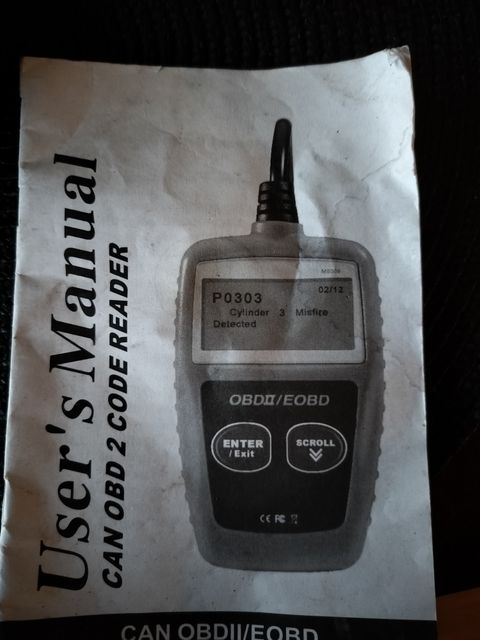 User's Manual
CAN OBD 2 CODE READER
MS309
P0303 02/12
Cylinder 3 Misfire
Detected
OBDII/EOBD
ENTER
/Exit
SCROLL
CE FC
CAN OBDII/EOBD